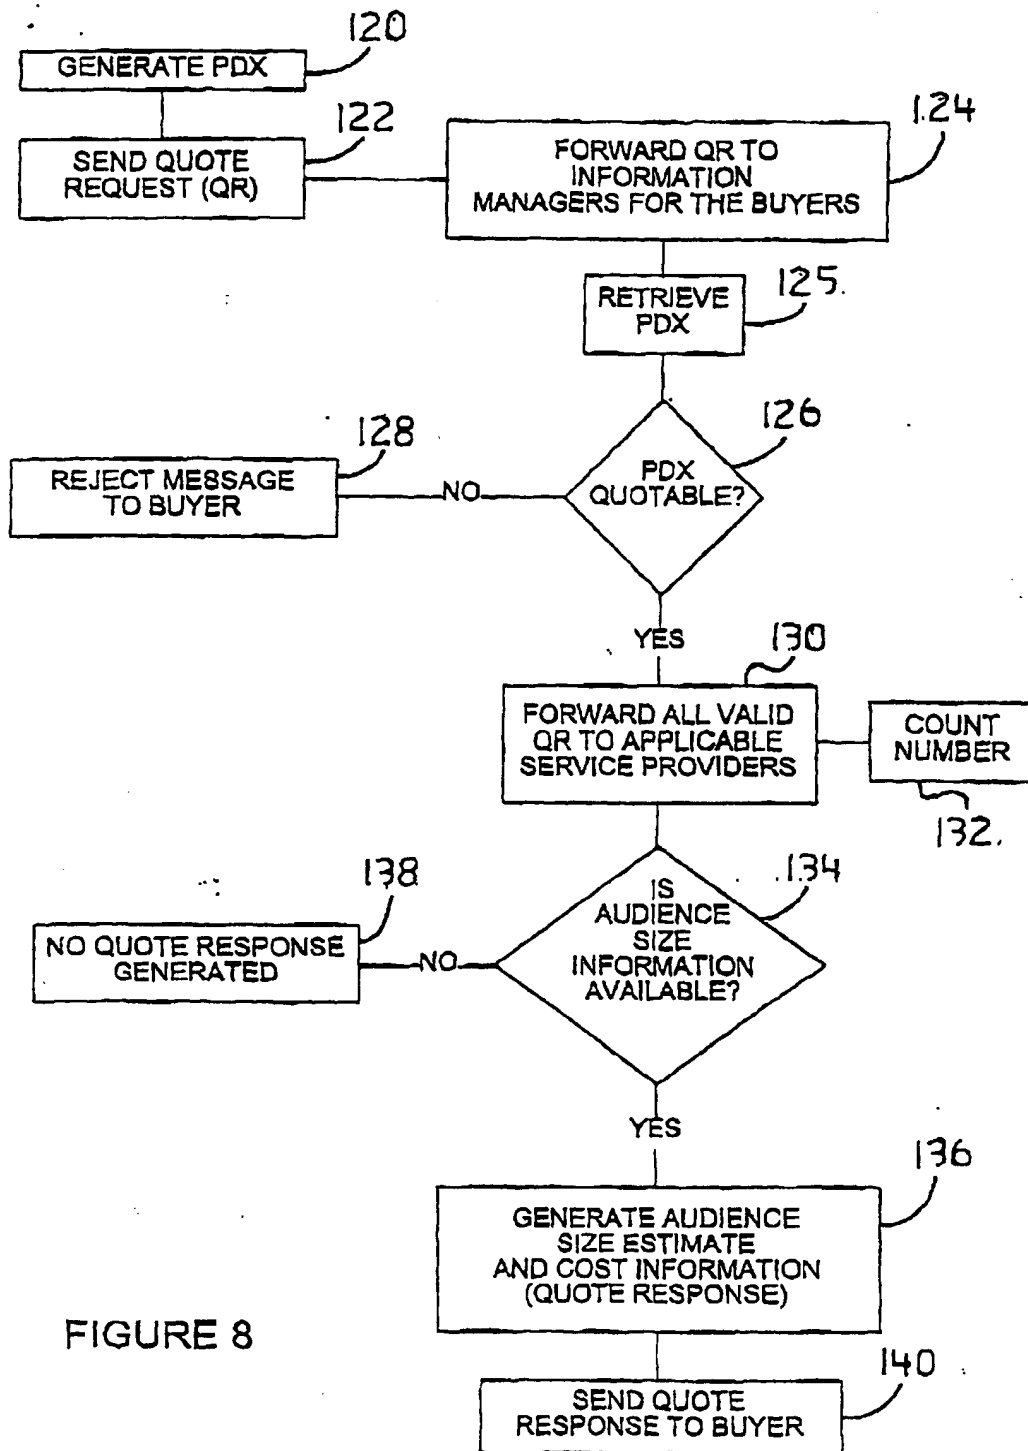 120
GENERATE PDX
122
SEND QUOTE
REQUEST (QR)
1.24
FORWARD QR TO
INFORMATION
MANAGERS FOR THE BUYERS
125.
RETRIEVE
PDX
126
PDX
QUOTABLE?
NO
128
REJECT MESSAGE
TO BUYER
YES
130
FORWARD ALL VALID
QR TO APPLICABLE
SERVICE PROVIDERS
COUNT
NUMBER
132.
134
IS
AUDIENCE
SIZE
INFORMATION
AVAILABLE?
NO
138
NO QUOTE RESPONSE
GENERATED
YES
136
GENERATE AUDIENCE
SIZE ESTIMATE
AND COST INFORMATION
(QUOTE RESPONSE)
FIGURE 8
140
SEND QUOTE
RESPONSE TO BUYER